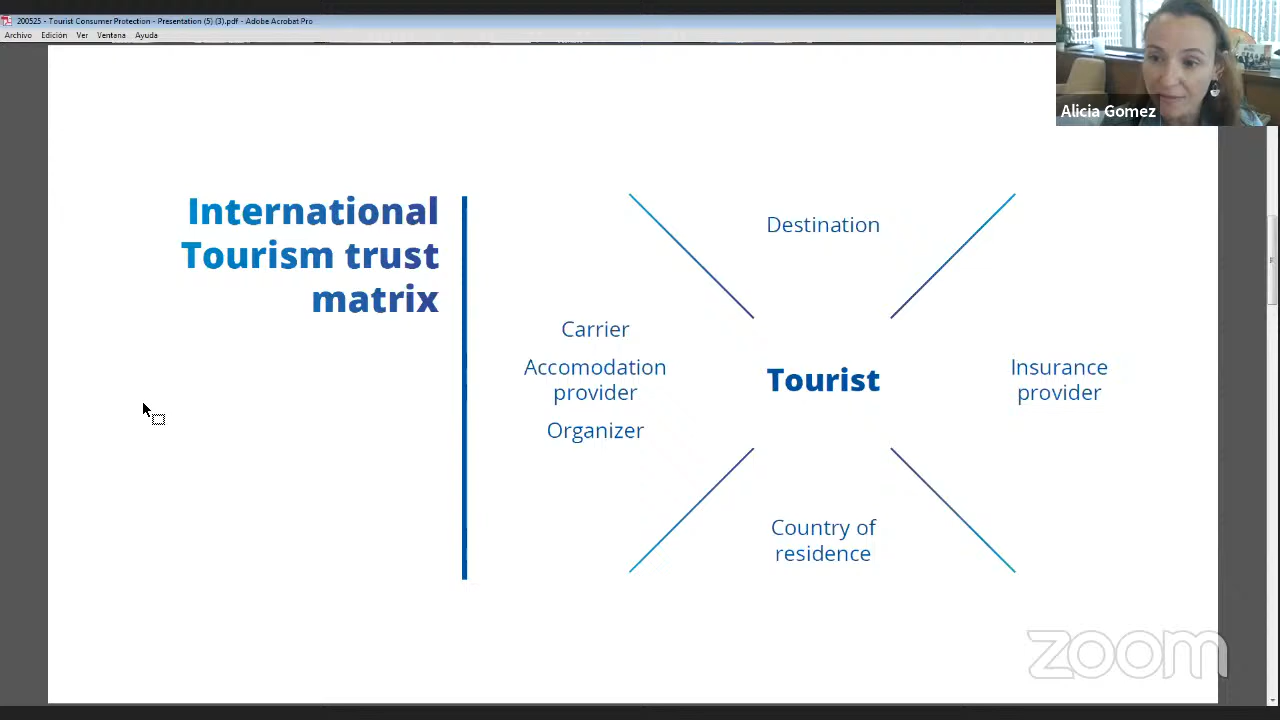 200525 - Tourist Consumer Protection - Presentation (5) (3).pdf - Adobe Acrobat Pro
Archivo Edición Ver Ventana Ayuda
Alicia Gomez
International
Tourism trust
matrix
Destination
Carrier
Accomodation
provider
Organizer
Tourist
Insurance
provider
Country of
residence
zoom